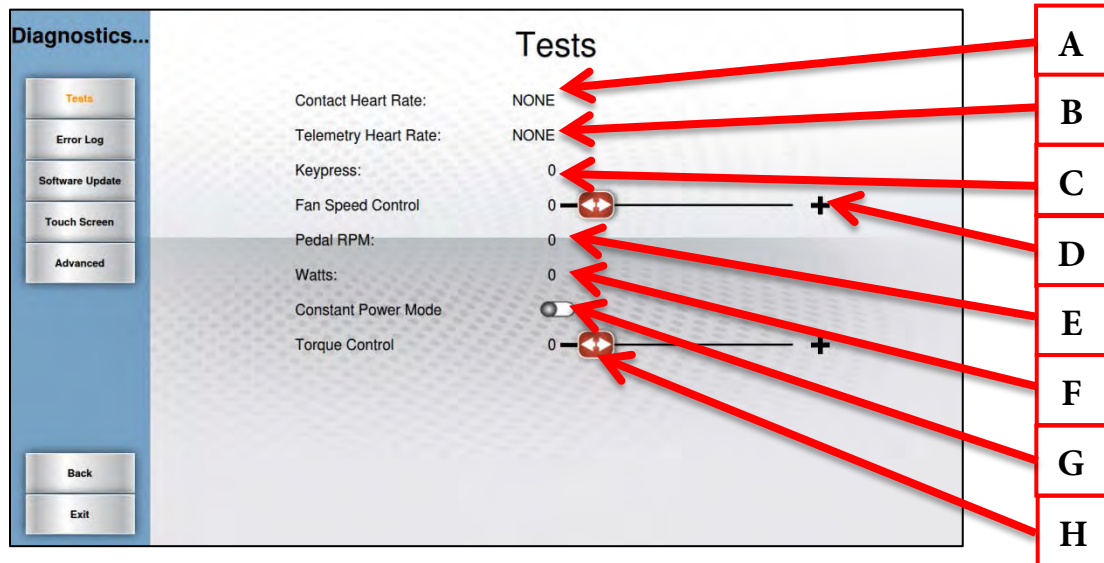 Diagnostics...
Tests
Error Log
Software Update
Touch Screen
Advanced
Back
Exit
Tests
Contact Heart Rate: NONE
Telemetry Heart Rate: NONE
Keypress: 0
Fan Speed Control 0
Pedal RPM: 0
Watts: 0
Constant Power Mode
Torque Control 0
A
B
C
D
E
F
G
H